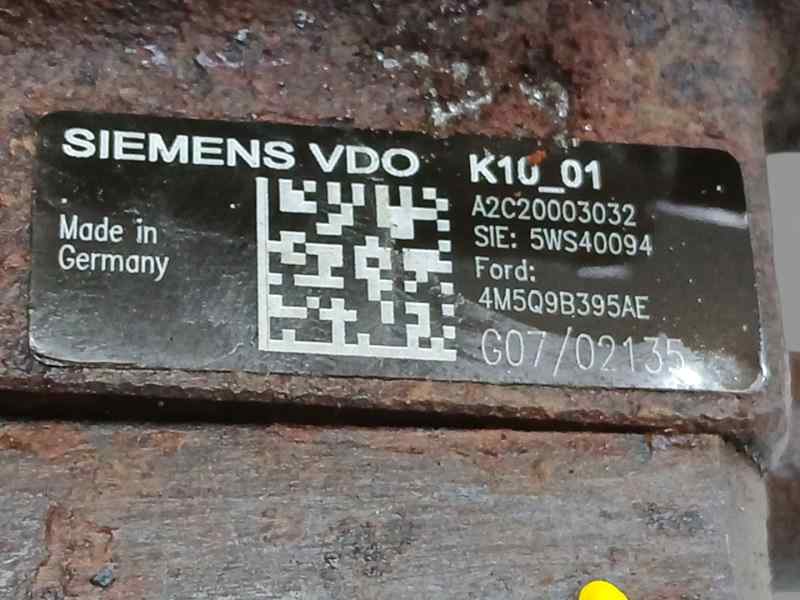 SIEMENS VDO
Made in
Germany
K10_01
A2C20003032
SIE: 5WS40094
Ford:
4M5Q9B395AE
G07/02135